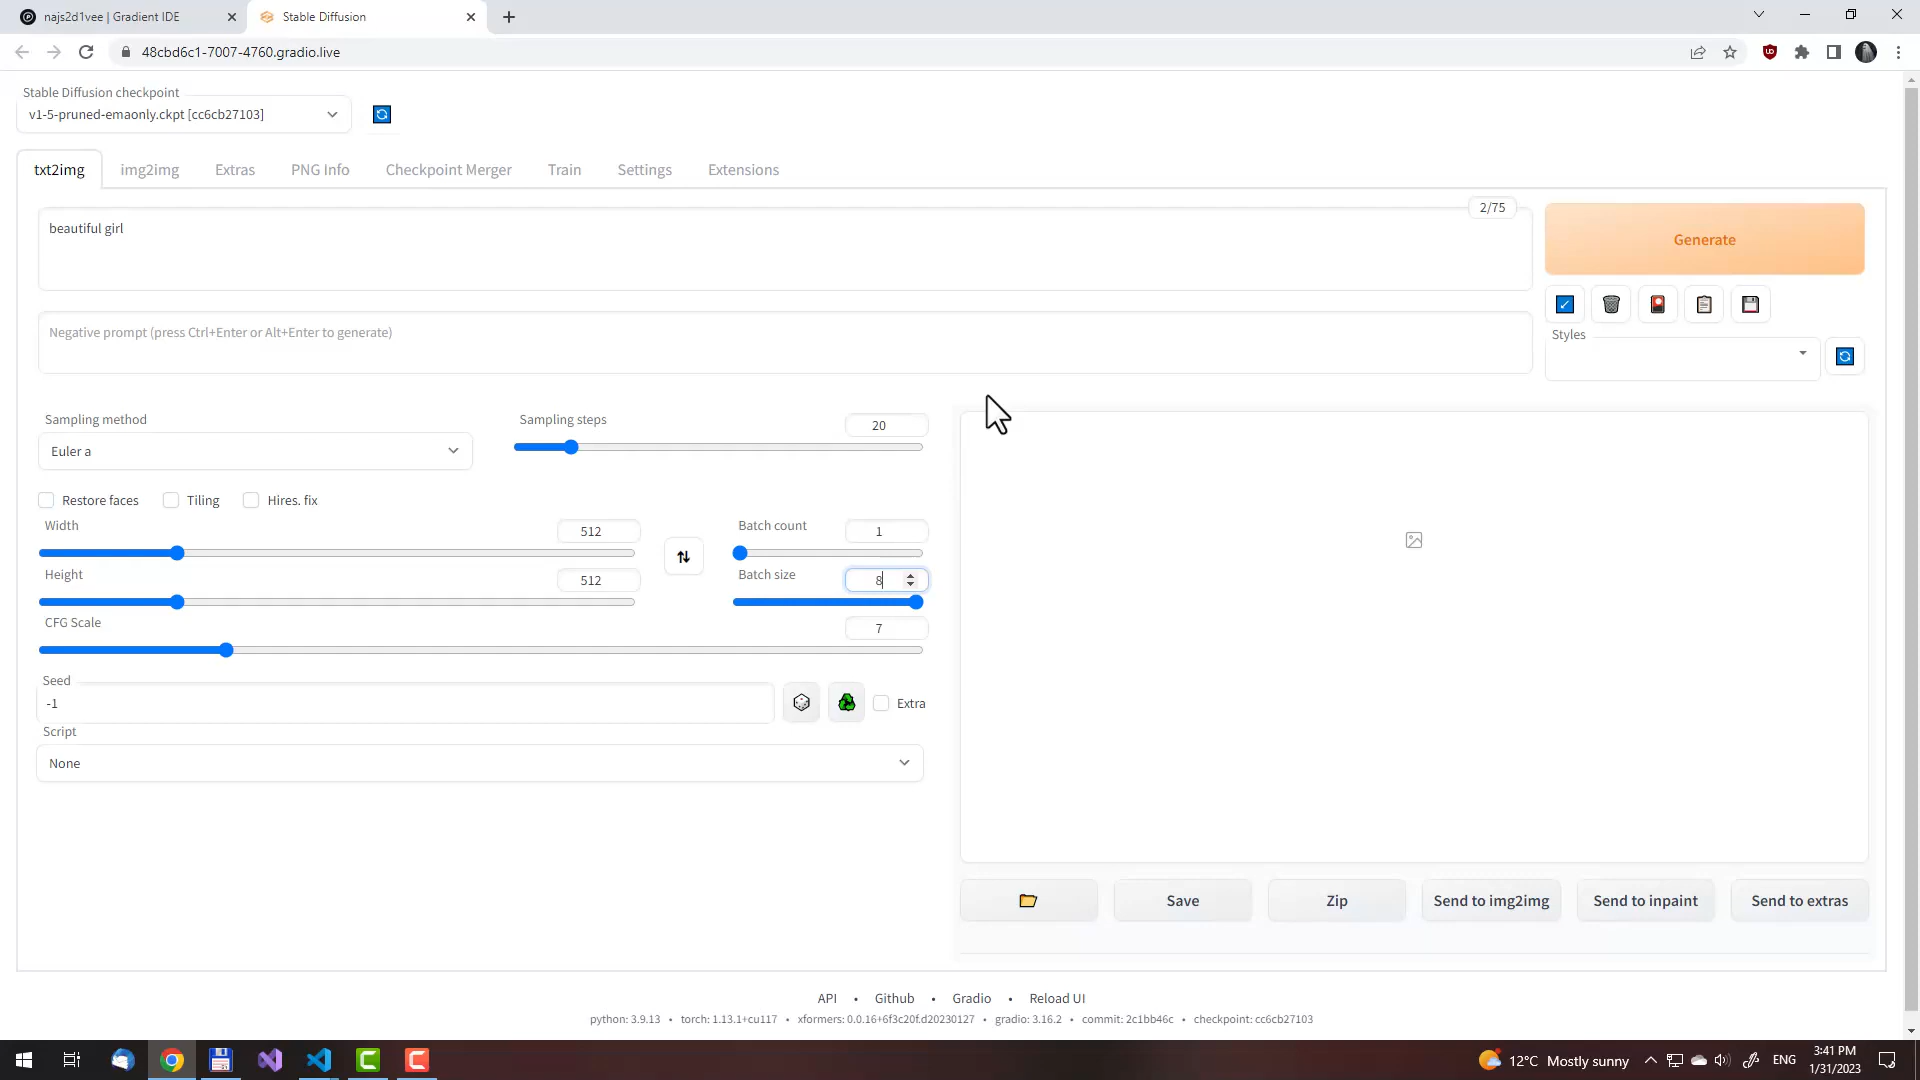 najs2d1vee | Gradient IDE
Stable Diffusion
48cbd6c1-7007-4760.gradio.live
Stable Diffusion checkpoint
v1-5-pruned-emaonly.ckpt [cc6cb27103]
txt2img
img2img
Extras
PNG Info
Checkpoint Merger
Train
Settings
Extensions
2/75
beautiful girl
Generate
Negative prompt (press Ctrl+Enter or Alt+Enter to generate)
Styles
Sampling method
Euler a
Sampling steps
20
Restore faces
Tiling
Hires. fix
Width
512
Batch count
1
Height
512
Batch size
8
CFG Scale
7
Seed
-1
Extra
Script
None
Save
Zip
Send to img2img
Send to inpaint
Send to extras
API • Github • Gradio • Reload UI
python: 3.9.13 • torch: 1.13.1+cu117 • xformers: 0.0.16+6f3c20f.d20230127 • gradio: 3.16.2 • commit: 2c1bb46c • checkpoint: cc6cb27103
12°C Mostly sunny
ENG
3:41 PM
1/31/2023